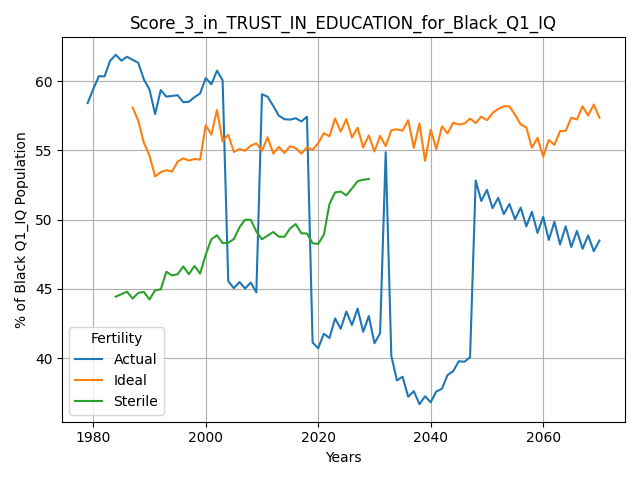 Score_3_in_TRUST_IN_EDUCATION_for_Black_Q1_IQ
% of Black Q1_IQ Population
60
55
50
45
40
Fertility
Actual
Ideal
Sterile
1980
2000
2020
2040
2060
Years